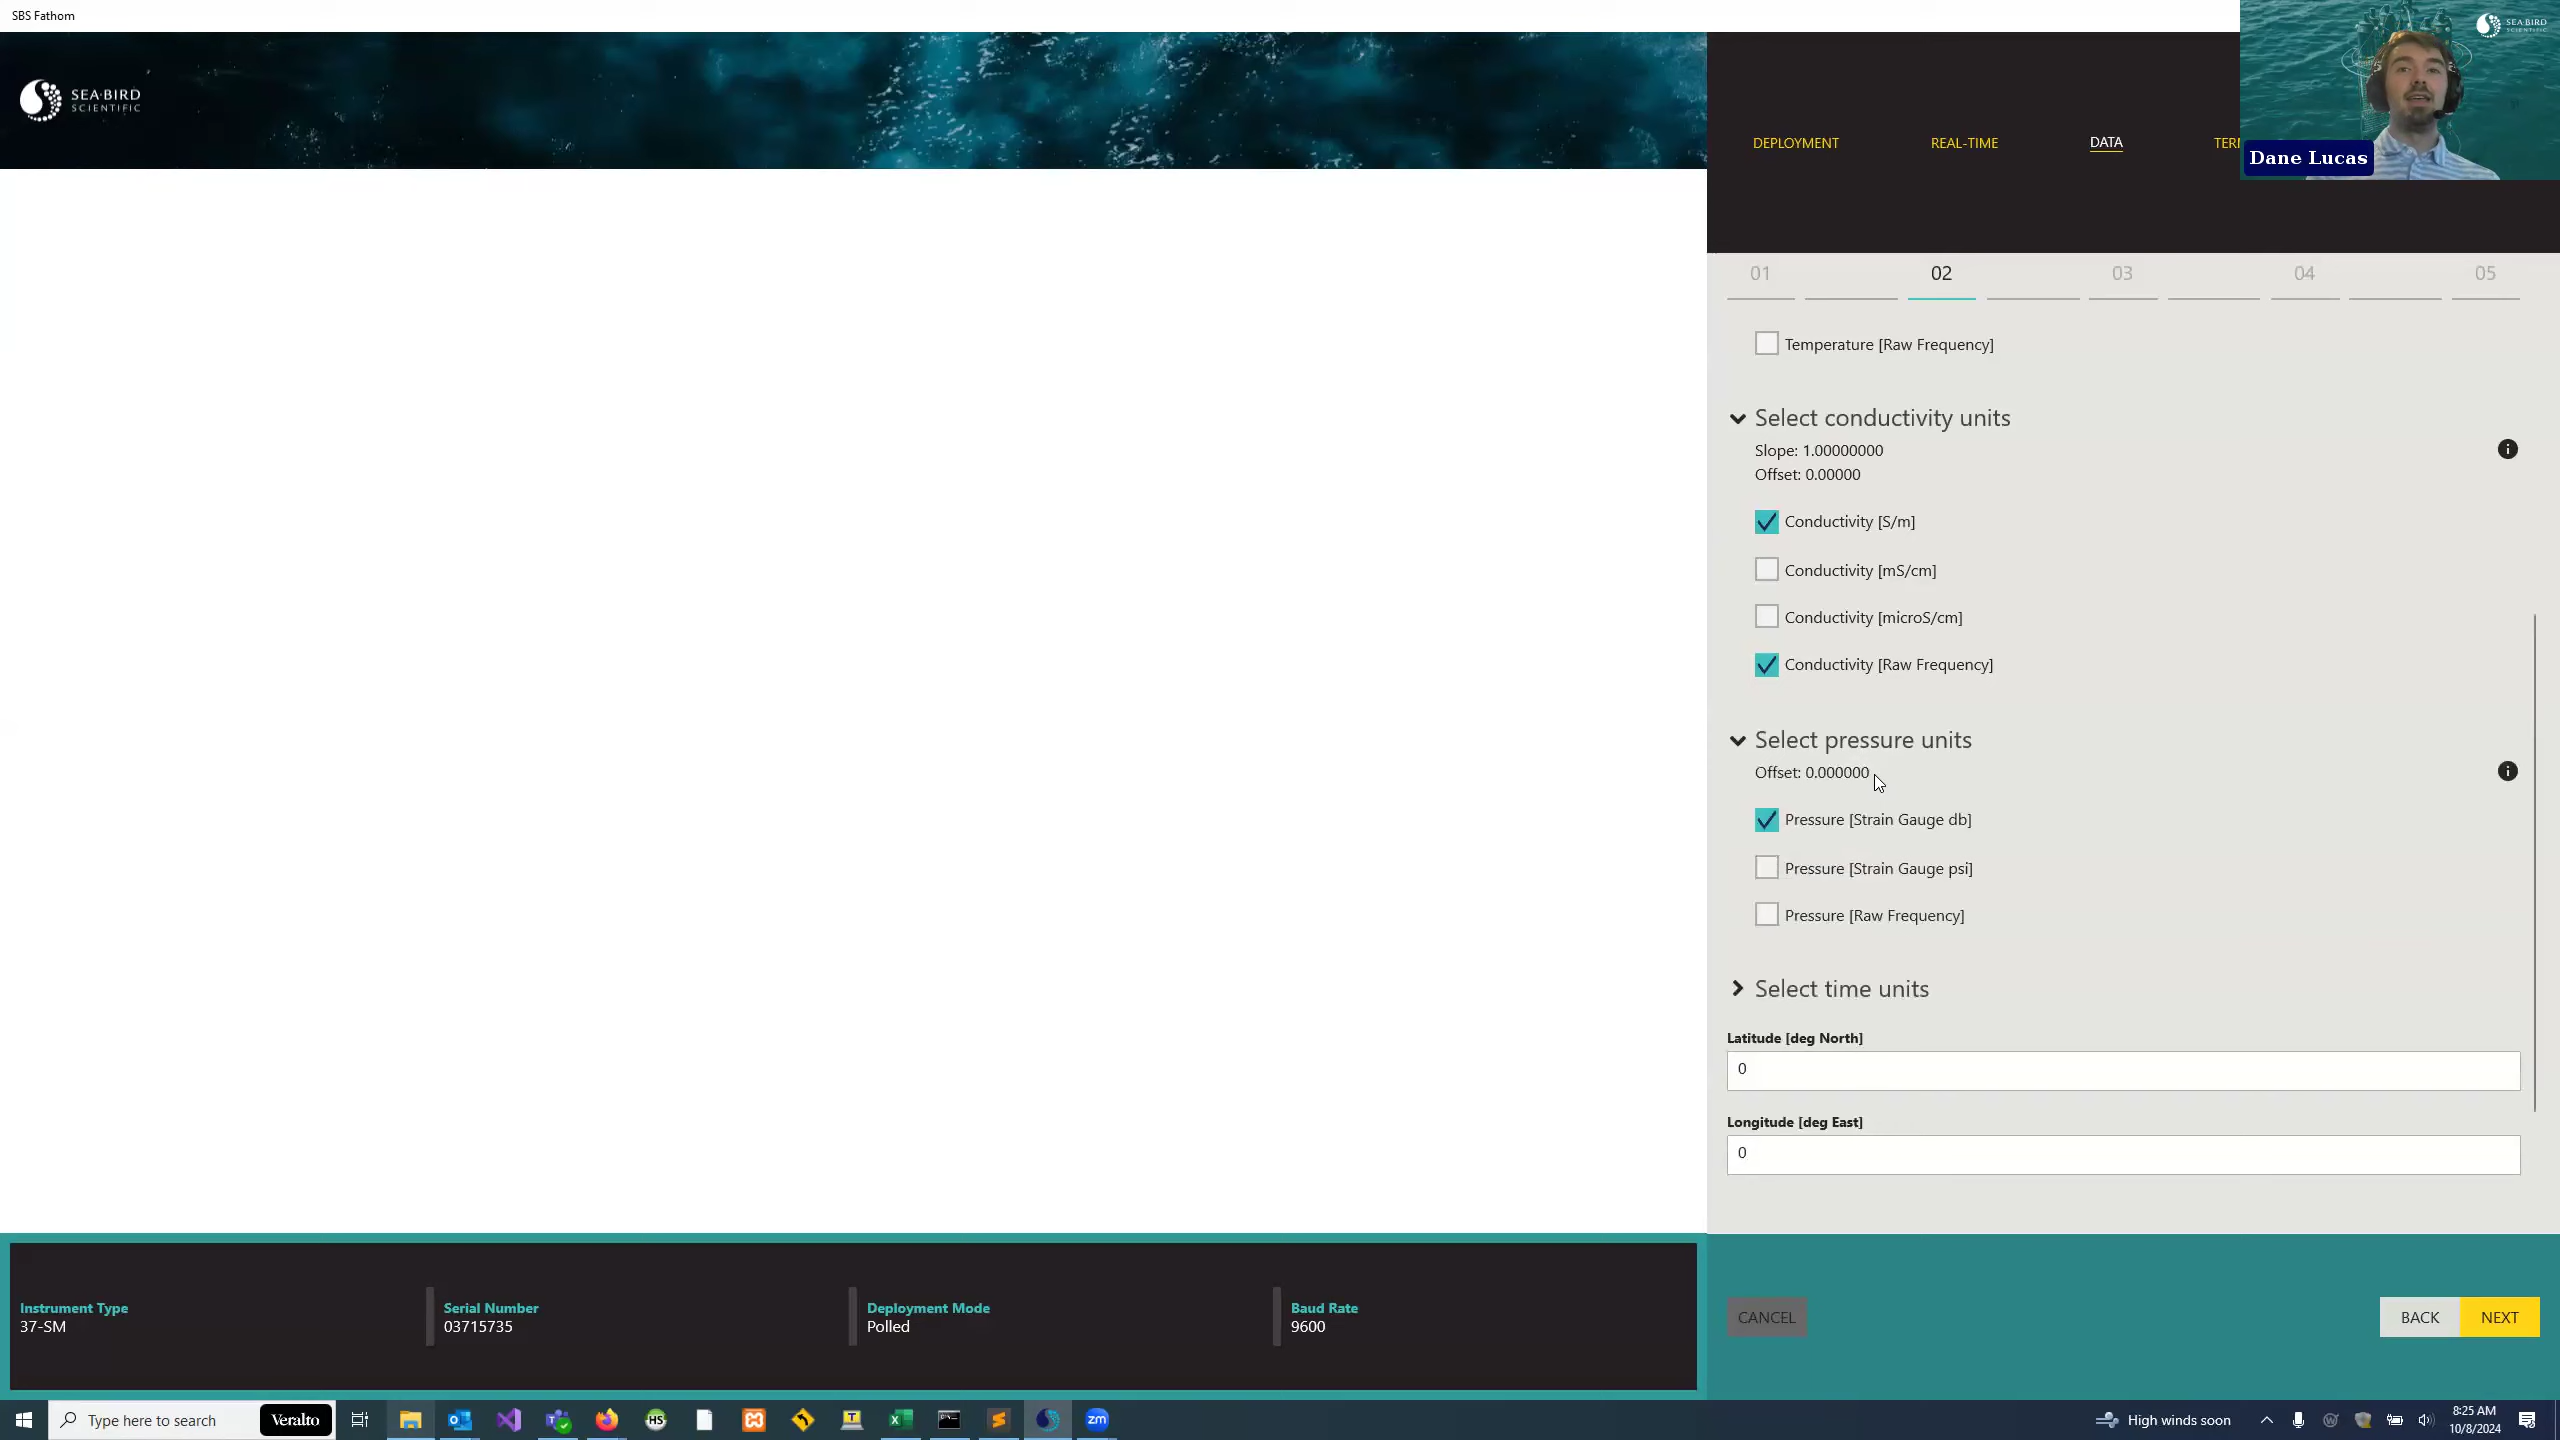 SBS Fathom
SEA·BIRD
SCIENTIFIC
DEPLOYMENT
REAL-TIME
DATA
SEA·BIRD
SCIENTIFIC
Dane Lucas
01
02
03
04
05
Temperature [Raw Frequency]
Select conductivity units
Slope: 1.00000000
Offset: 0.00000
Conductivity [S/m]
Conductivity [mS/cm]
Conductivity [microS/cm]
Conductivity [Raw Frequency]
Select pressure units
Offset: 0.000000
Pressure [Strain Gauge db]
Pressure [Strain Gauge psi]
Pressure [Raw Frequency]
Select time units
Latitude [deg North]
0
Longitude [deg East]
0
Instrument Type
37-SM
Serial Number
03715735
Deployment Mode
Polled
Baud Rate
9600
CANCEL
BACK
NEXT
Type here to search
Veralto
HS
zm
High winds soon
8:25 AM
10/8/2024